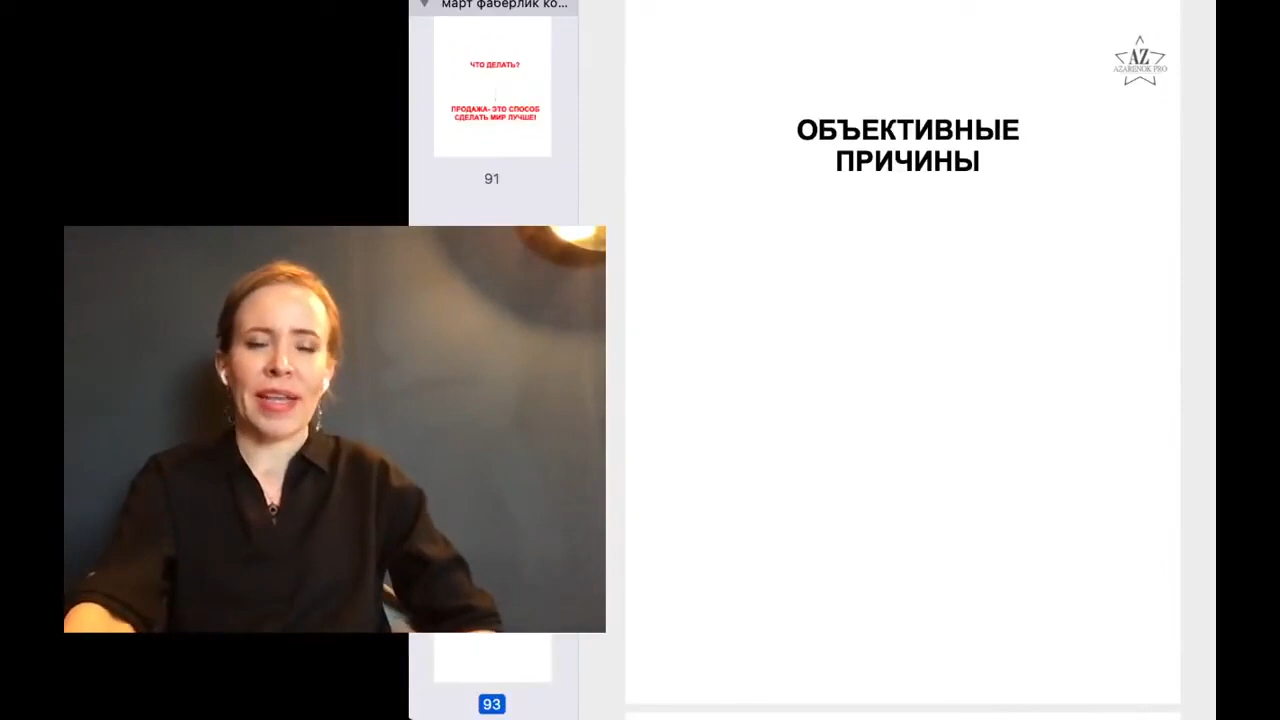 март фаберлик ко...
ЧТО ДЕЛАТЬ?
ПРОДАЖА- ЭТО СПОСОБ
СДЕЛАТЬ МИР ЛУЧШЕ!
91
93
AZ
AZARENOK PRO
ОБЪЕКТИВНЫЕ
ПРИЧИНЫ